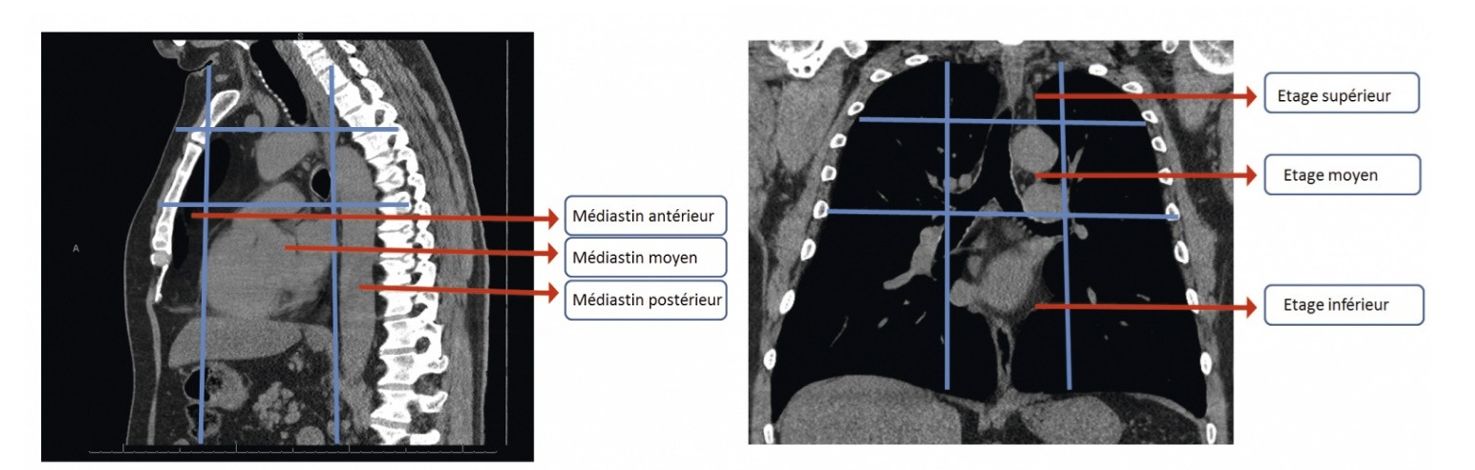 S
A
Médiastin antérieur
Médiastin moyen
Médiastin postérieur
Etage supérieur
Etage moyen
Etage inférieur